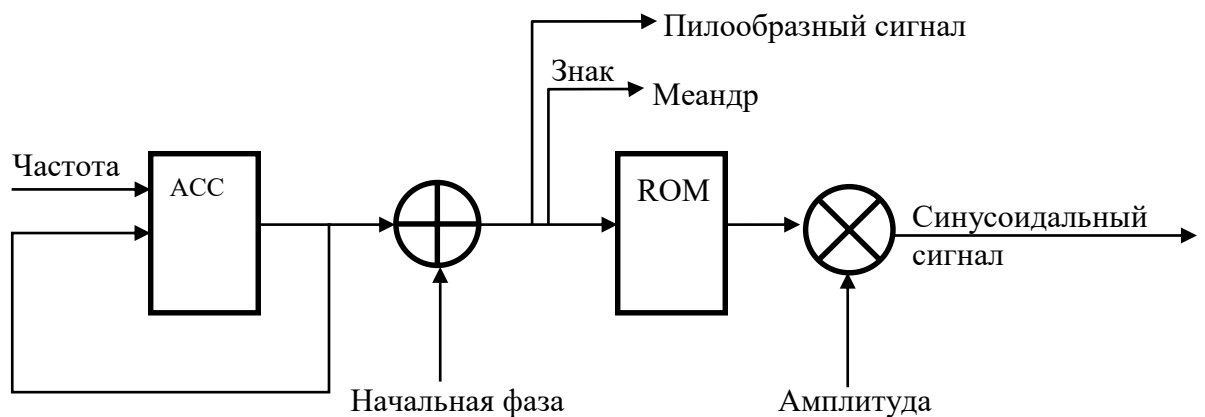 Пилообразный сигнал
Знак
Меандр
Частота
ACC
ROM
Синусоидальный
сигнал
Начальная фаза
Амплитуда